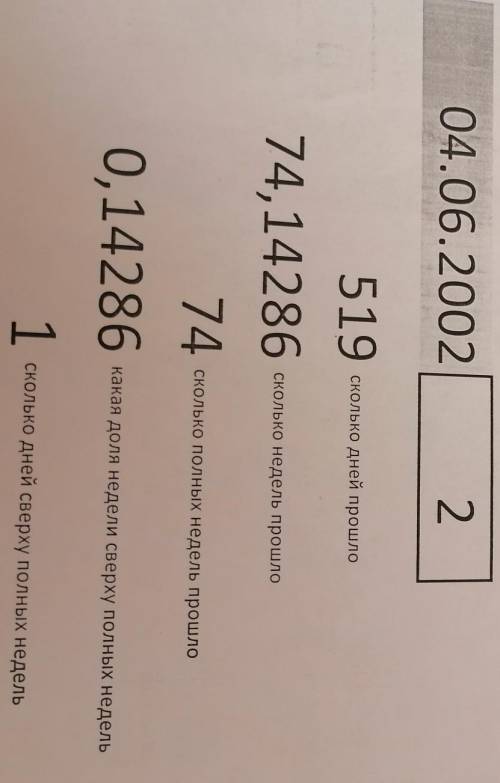 04.06.2002 2
519 сколько дней прошло
74,14286 сколько недель прошло
74 сколько полных недель прошло
0,14286 какая доля недели сверху полных недель
1 сколько дней сверху полных недель